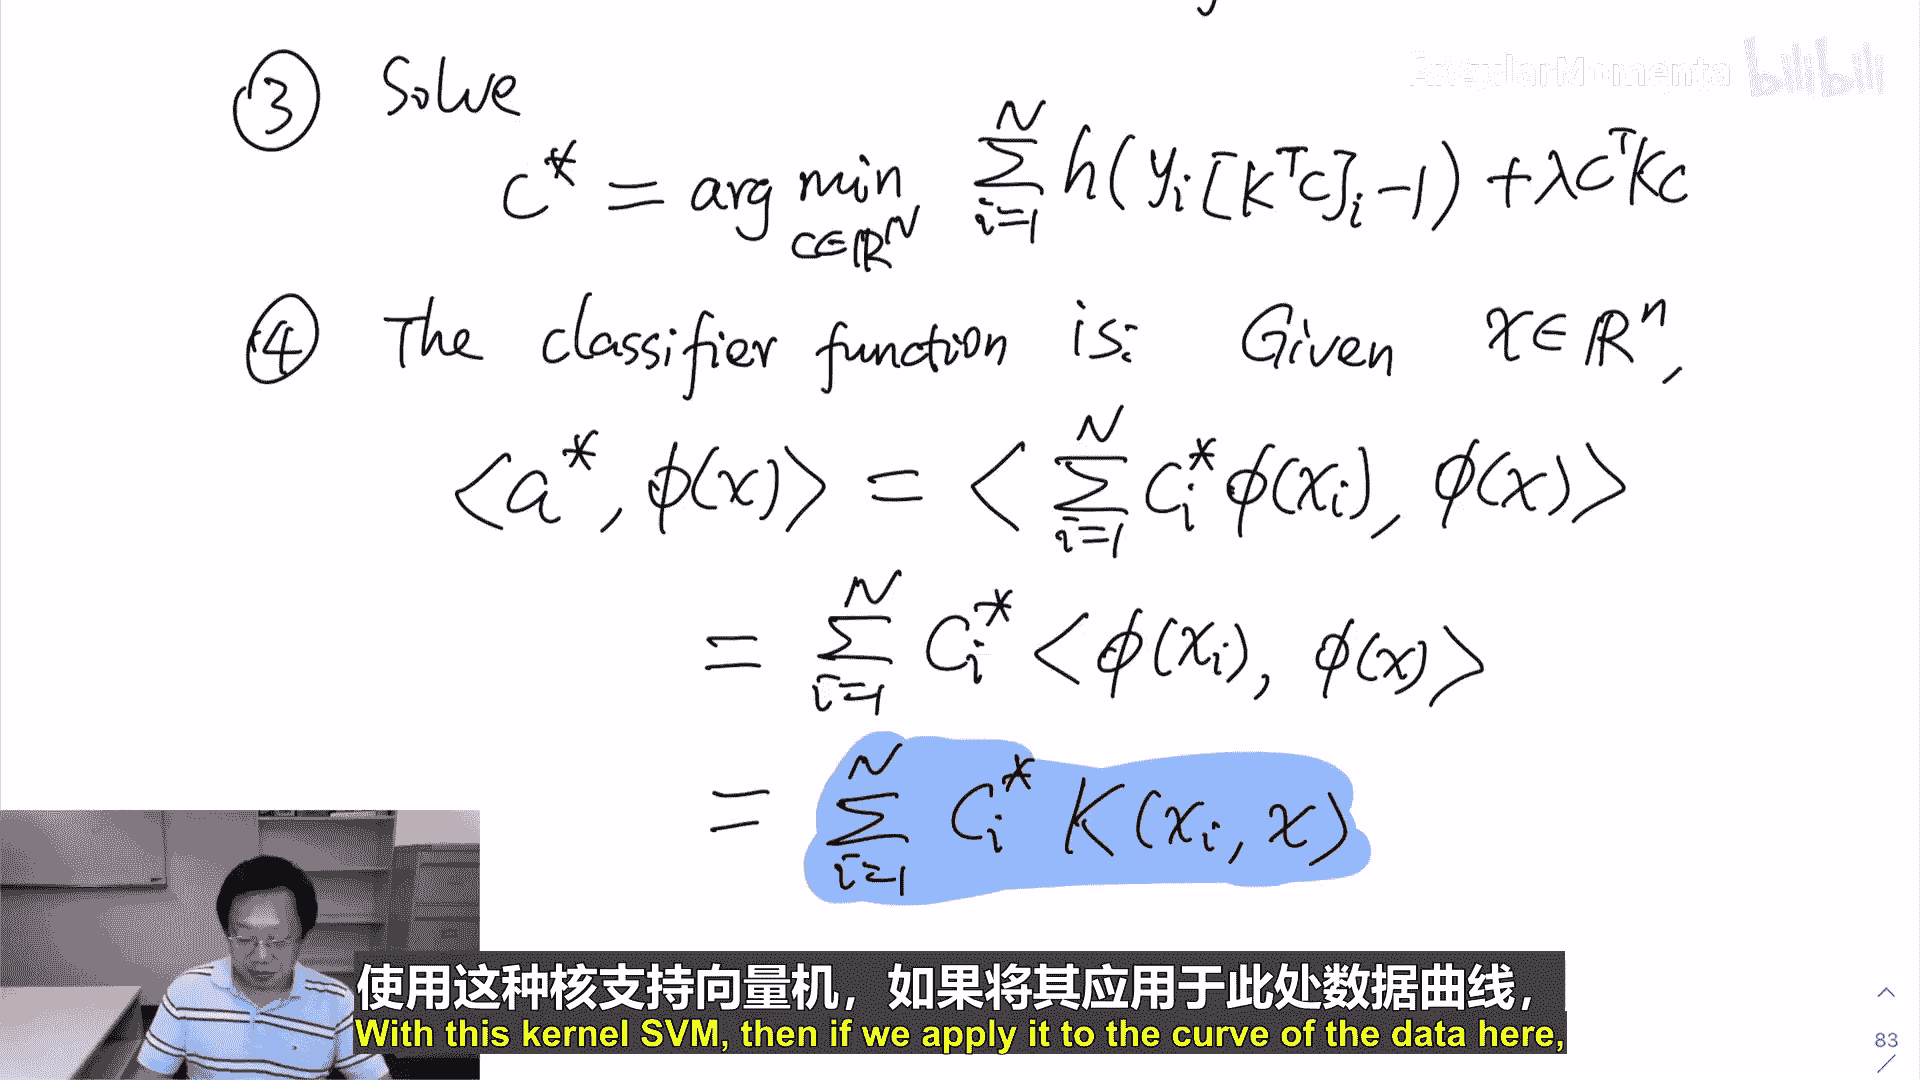 ③ Solve
C* = arg min_{C∈ℝ^N} Σ_{i=1}^{N} h(y_i [K^T C]_i − 1) + λ C^T K C
④ The classifier function is: Given x ∈ ℝ^n,
<a*, ϕ(x)> = < Σ_{i=1}^{N} C_i* ϕ(x_i), ϕ(x) >
= Σ_{i=1}^{N} C_i* <ϕ(x_i), ϕ(x)>
= Σ_{i=1}^{N} C_i* K(x_i, x)
bilibili
使用这种核支持向量机，如果将其应用于此处数据曲线，
With this kernel SVM, then if we apply it to the curve of the data here,
83